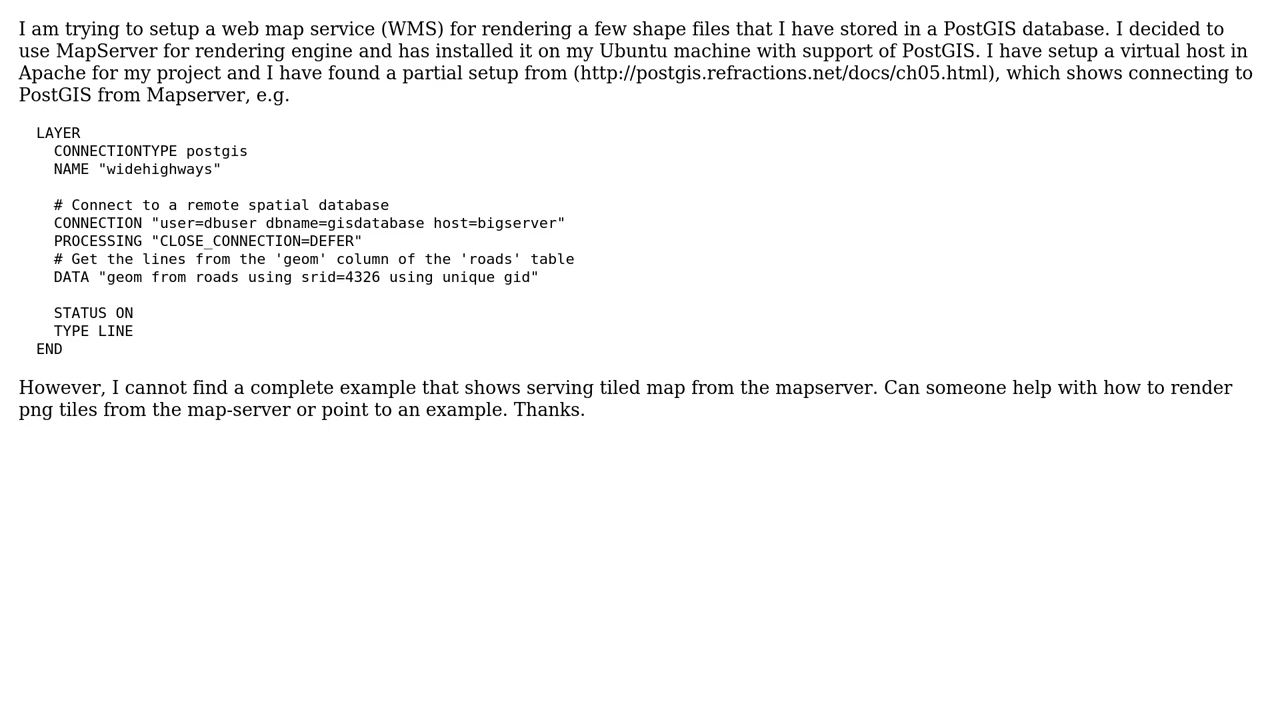 I am trying to setup a web map service (WMS) for rendering a few shape files that I have stored in a PostGIS database. I decided to
use MapServer for rendering engine and has installed it on my Ubuntu machine with support of PostGIS. I have setup a virtual host in
Apache for my project and I have found a partial setup from (http://postgis.refractions.net/docs/ch05.html), which shows connecting to
PostGIS from Mapserver, e.g.
LAYER
  CONNECTIONTYPE postgis
  NAME "widehighways"
  # Connect to a remote spatial database
  CONNECTION "user=dbuser dbname=gisdatabase host=bigserver"
  PROCESSING "CLOSE_CONNECTION=DEFER"
  # Get the lines from the 'geom' column of the 'roads' table
  DATA "geom from roads using srid=4326 using unique gid"
  STATUS ON
  TYPE LINE
END
However, I cannot find a complete example that shows serving tiled map from the mapserver. Can someone help with how to render
png tiles from the map-server or point to an example. Thanks.